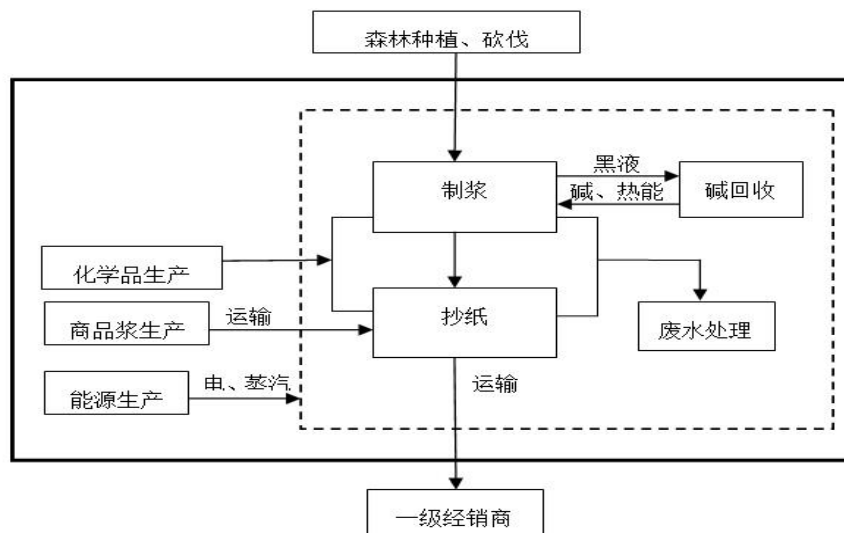 森林种植、砍伐
制浆
黑液
碱、热能
碱回收
化学品生产
商品浆生产
运输
抄纸
废水处理
能源生产
电、蒸汽
运输
一级经销商